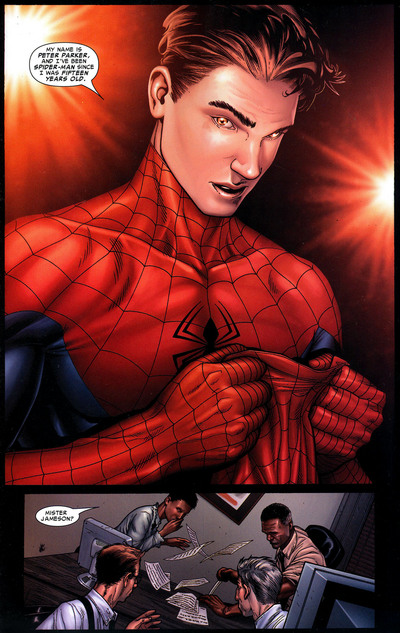 MY NAME IS
PETER PARKER,
AND I'VE BEEN
SPIDER-MAN SINCE
I WAS FIFTEEN
YEARS OLD.
MISTER
JAMESON?